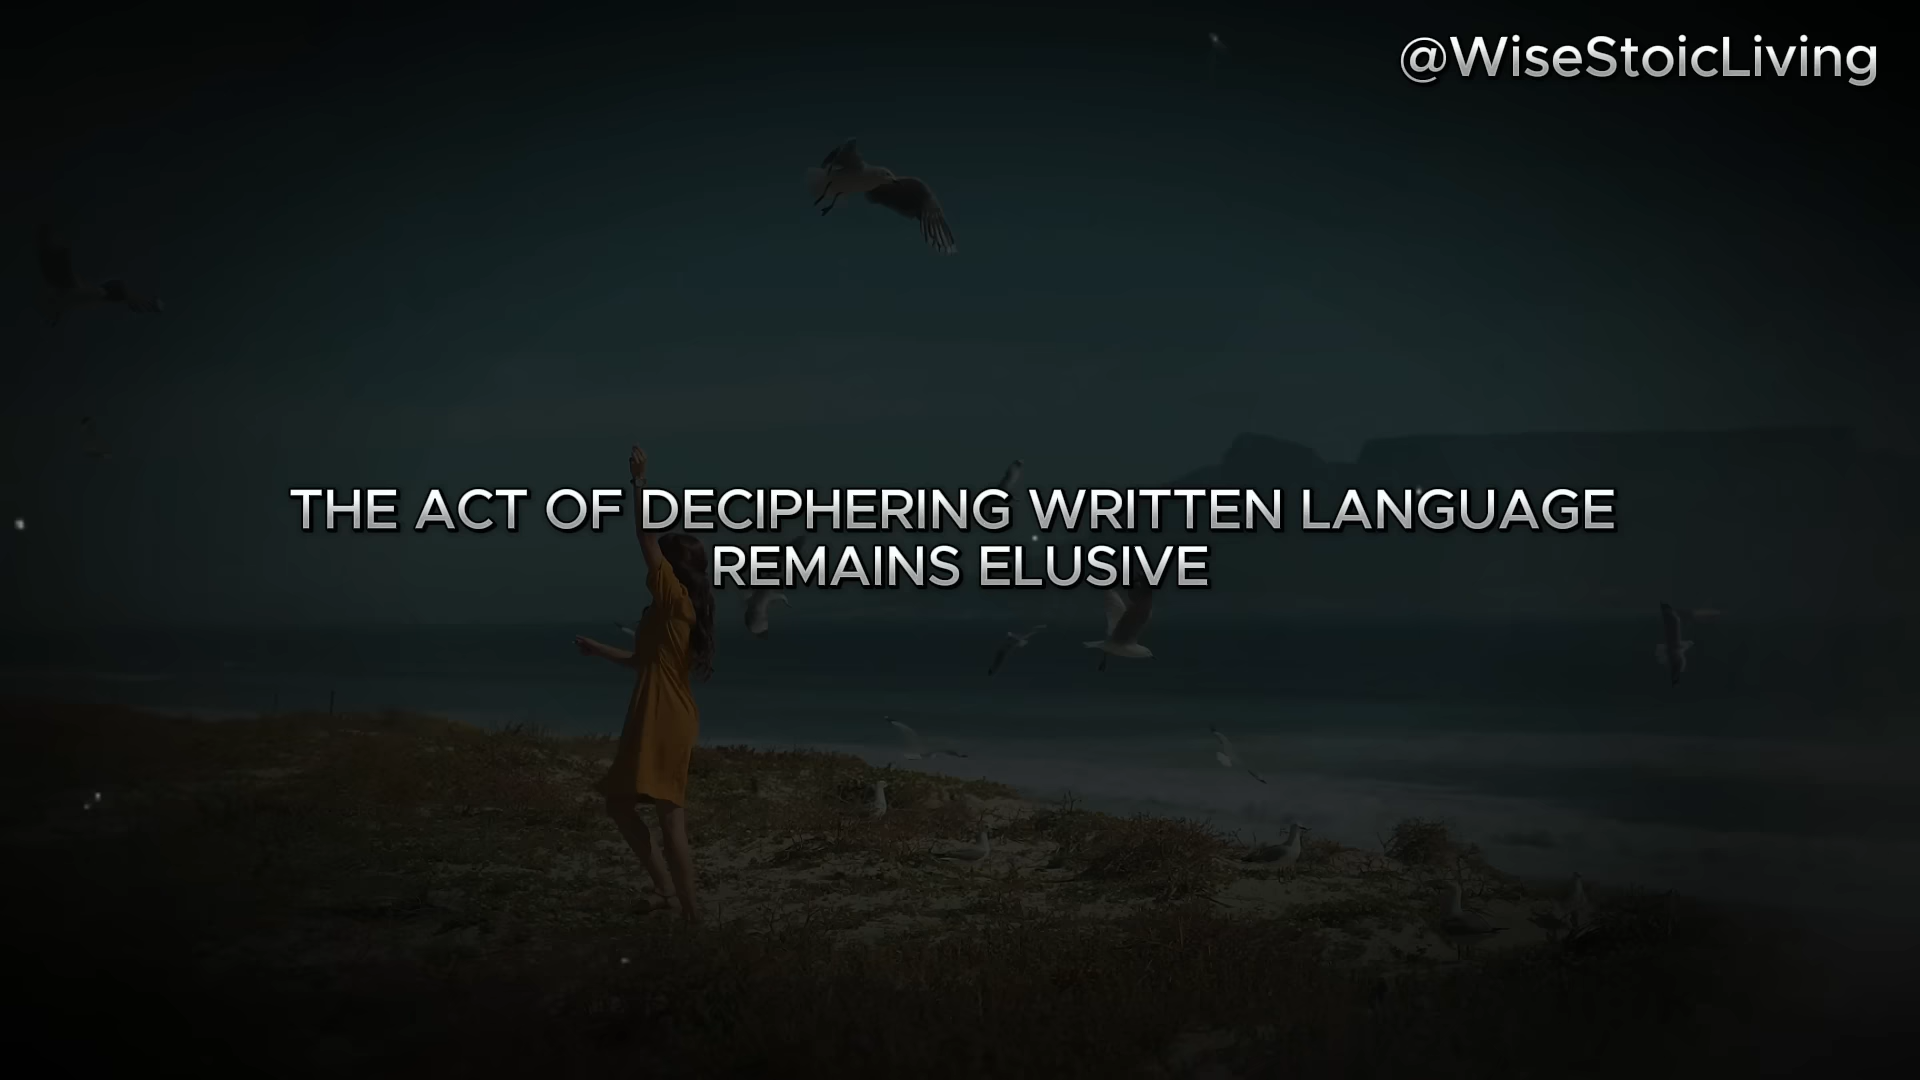 @WiseStoicLiving
THE ACT OF DECIPHERING WRITTEN LANGUAGE
REMAINS ELUSIVE